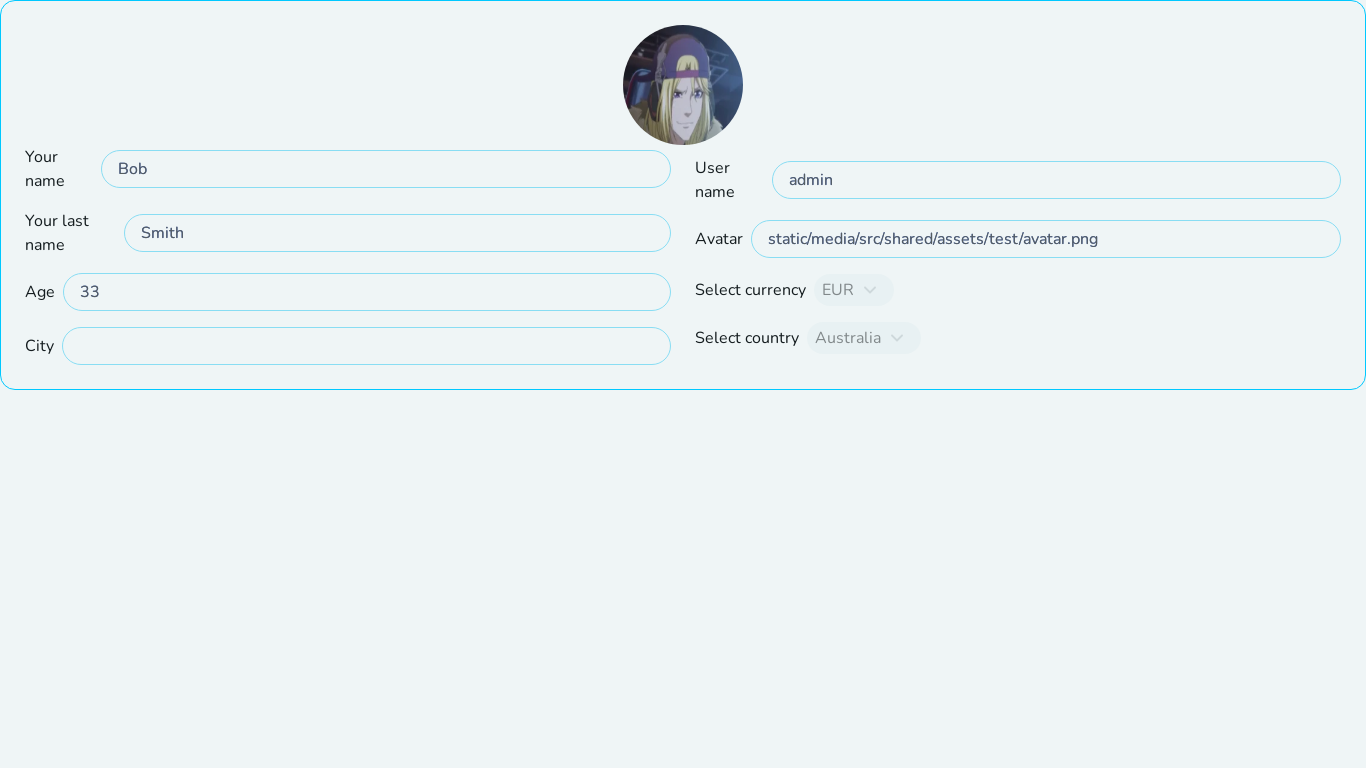 Your
name
Bob
Your last
name
Smith
Age
33
City
User
name
admin
Avatar
static/media/src/shared/assets/test/avatar.png
Select currency
EUR
Select country
Australia